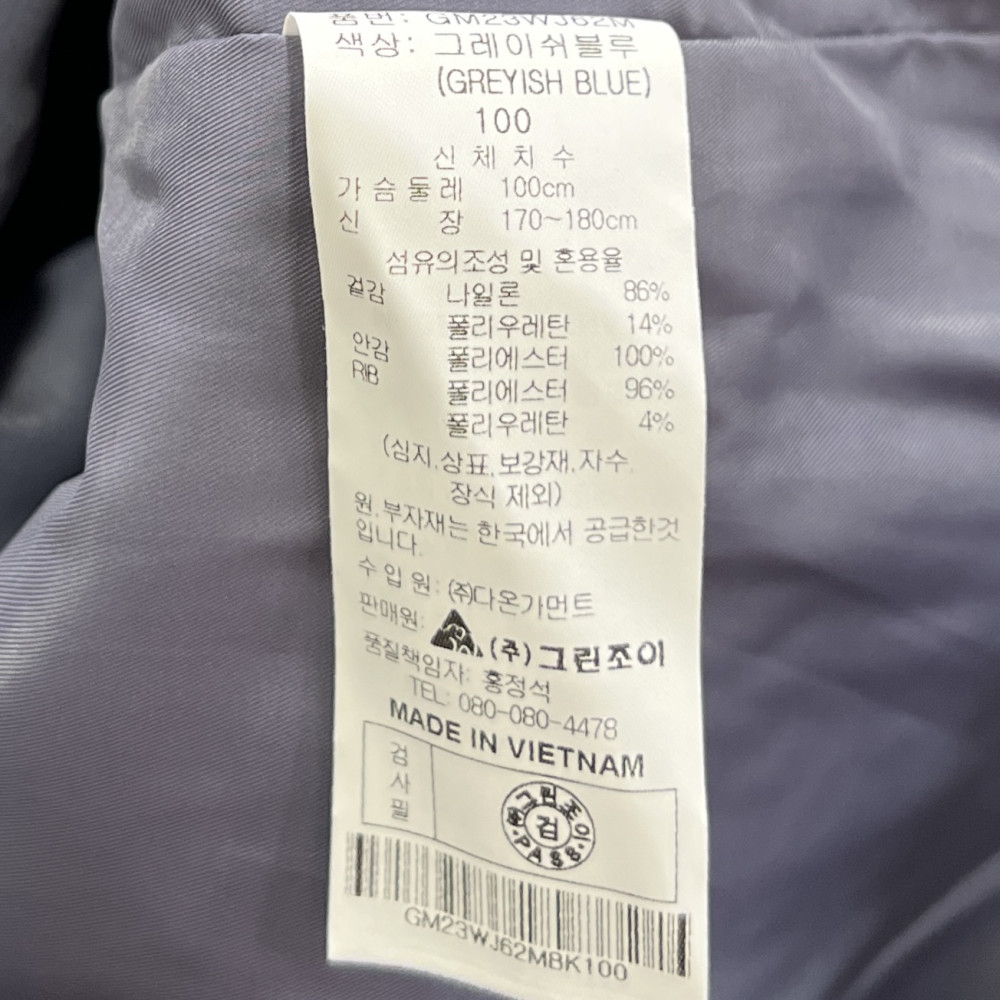 품번: GM23WJ62M
색상: 그레이쉬블루
(GREYISH BLUE)
100
신 체 치 수
가 슴 둘 레 100cm
신 장 170~180cm
섬유의조성 및 혼용율
겉감 나일론 86%
폴리우레탄 14%
안감 폴리에스터 100%
RIB 폴리에스터 96%
폴리우레탄 4%
(심지.상표.보강재.자수.
장식 제외)
원.부자재는 한국에서 공급한것
입니다.
수 입 원: (주)다온가먼트
판매원: (주)그린조이
품질책임자: 홍정석
TEL: 080-080-4478
MADE IN VIETNAM
검사필
그린조이
검
PASS
GM23WJ62MBK100